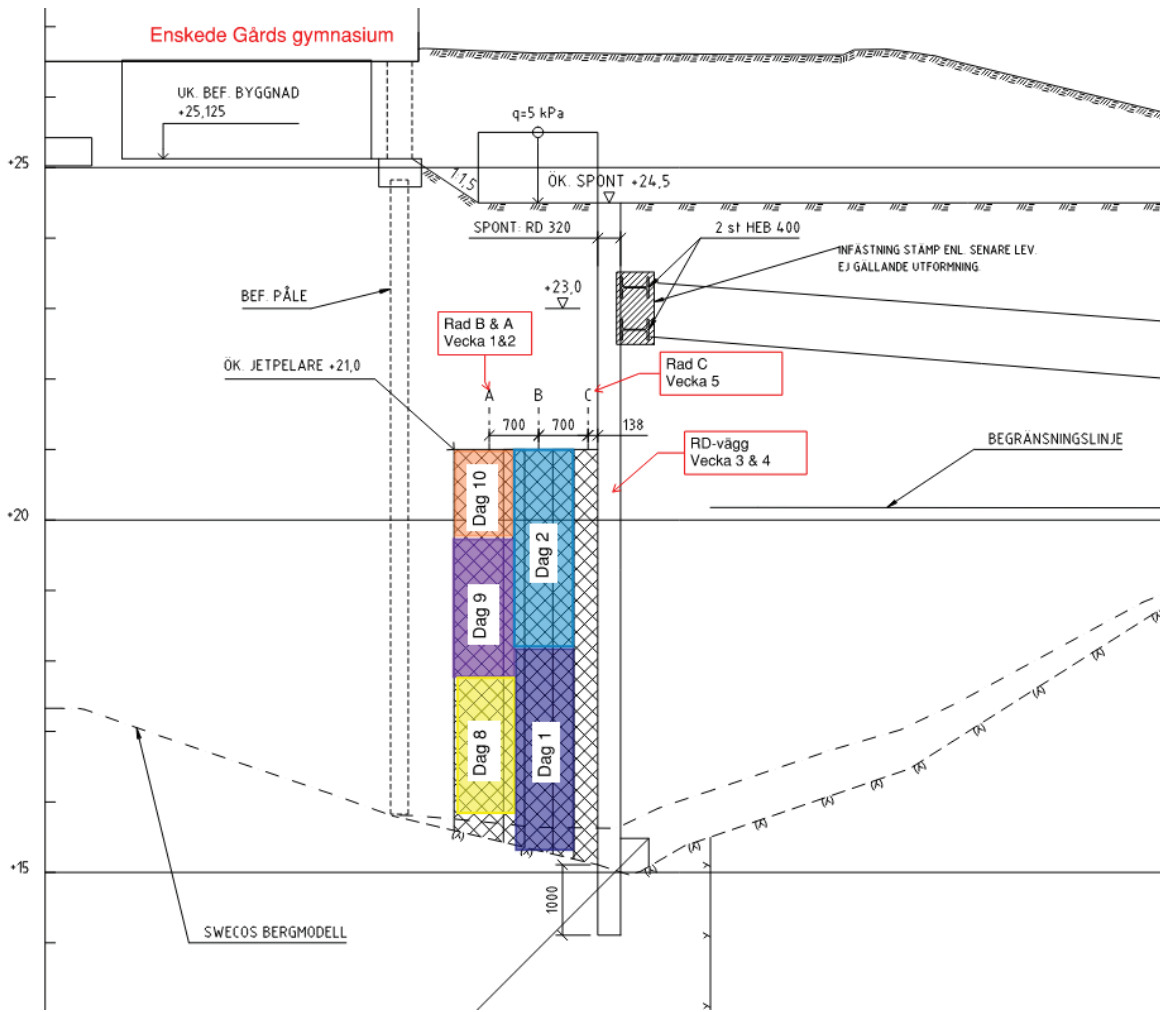 Enskede Gårds gymnasium
UK. BEF. BYGGNAD
+25,125
q=5 kPa
+25
1:1,5
ÖK. SPONT +24,5
SPONT: RD 320
2 st HEB 400
INFÄSTNING STÄMP ENL. SENARE LEV.
EJ GÄLLANDE UTFORMNING.
BEF. PÅLE
+23,0
Rad B & A
Vecka 1&2
ÖK. JETPELARE +21,0
Rad C
Vecka 5
A
B
C
700
700
138
RD-vägg
Vecka 3 & 4
BEGRÄNSNINGSLINJE
+20
Dag 10
Dag 2
Dag 9
Dag 8
Dag 1
+15
1000
SWECOS BERGMODELL